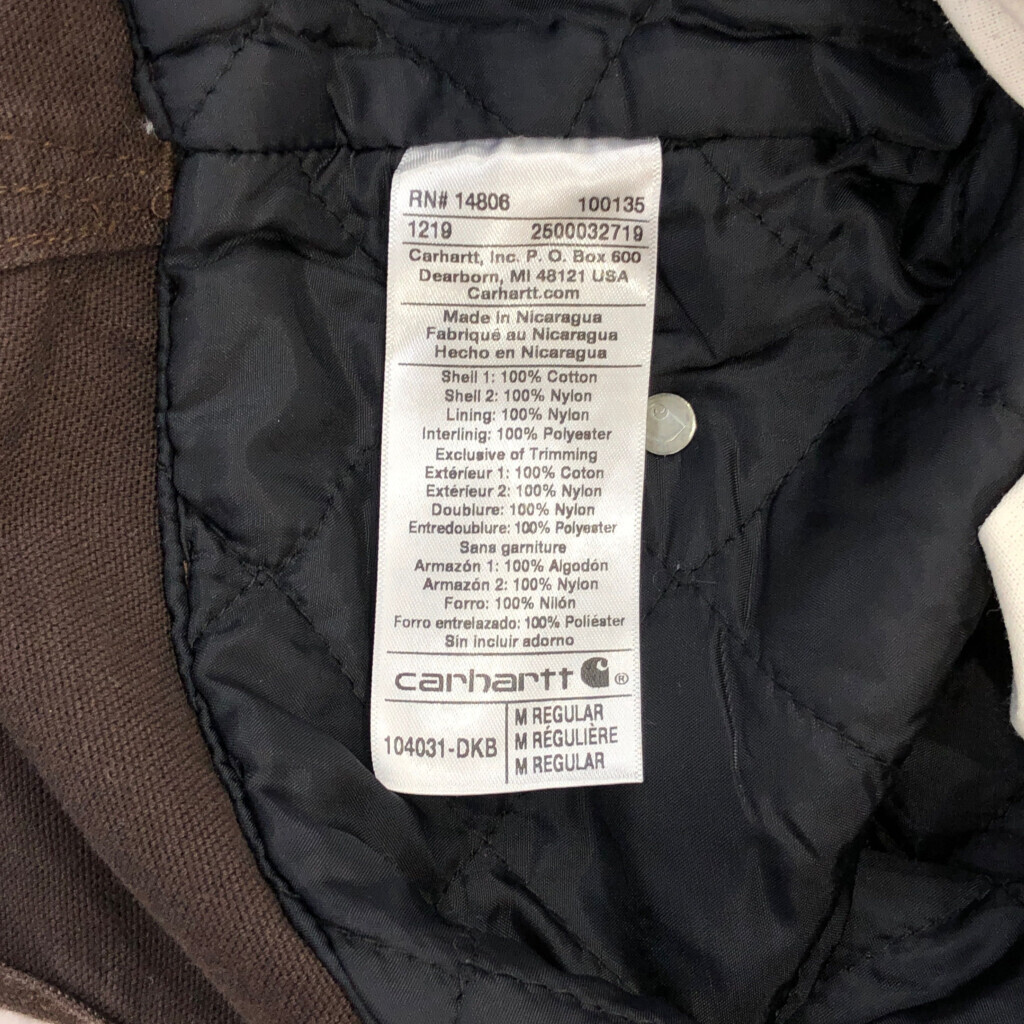 RN# 14806 100135
1219 2500032719
Carhartt, Inc. P. O. Box 600
Dearborn, MI 48121 USA
Carhartt.com
Made in Nicaragua
Fabriqué au Nicaragua
Hecho en Nicaragua
Shell 1: 100% Cotton
Shell 2: 100% Nylon
Lining: 100% Nylon
Interlinig: 100% Polyester
Exclusive of Trimming
Extérieur 1: 100% Coton
Extérieur 2: 100% Nylon
Doublure: 100% Nylon
Entredoublure: 100% Polyester
Sans garniture
Armazón 1: 100% Algodón
Armazón 2: 100% Nylon
Forro: 100% Nilón
Forro entrelazado: 100% Poliéster
Sin incluir adorno
carhartt ®
104031-DKB
M REGULAR
M RÉGULIÈRE
M REGULAR